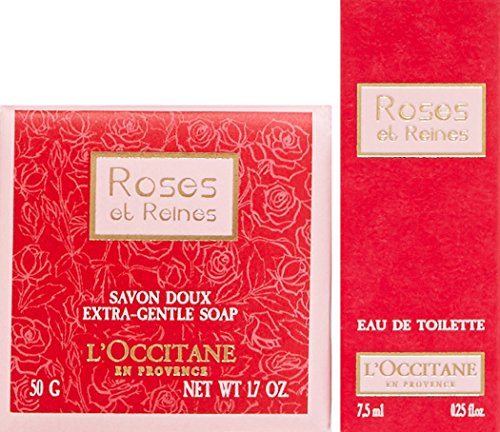 Roses
et Reines
SAVON DOUX
EXTRA-GENTLE SOAP
L'OCCITANE
EN PROVENCE
50 G NET WT 1.7 OZ.
Roses
et Reines
EAU DE TOILETTE
L'OCCITANE
EN PROVENCE
7,5 ml 0.25 fl.oz.